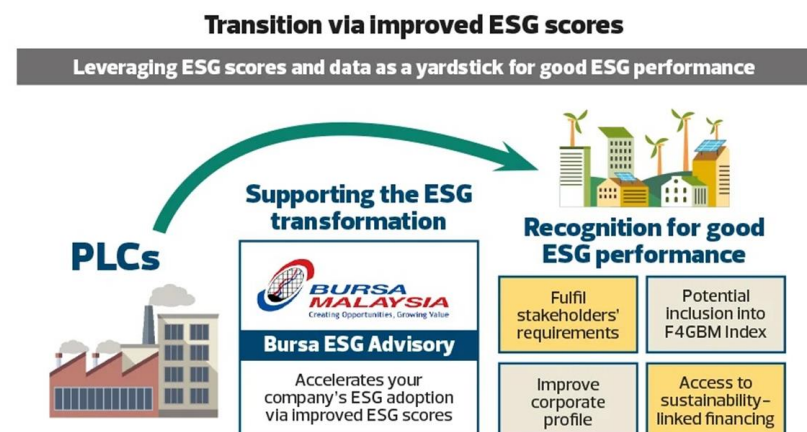 Transition via improved ESG scores
Leveraging ESG scores and data as a yardstick for good ESG performance
PLCs
Supporting the ESG
transformation
BURSA
MALAYSIA
Creating Opportunities, Growing Value
Bursa ESG Advisory
Accelerates your
company's ESG adoption
via improved ESG scores
Recognition for good
ESG performance
Fulfil
stakeholders'
requirements
Potential
inclusion into
F4GBM Index
Improve
corporate
profile
Access to
sustainability-
linked financing